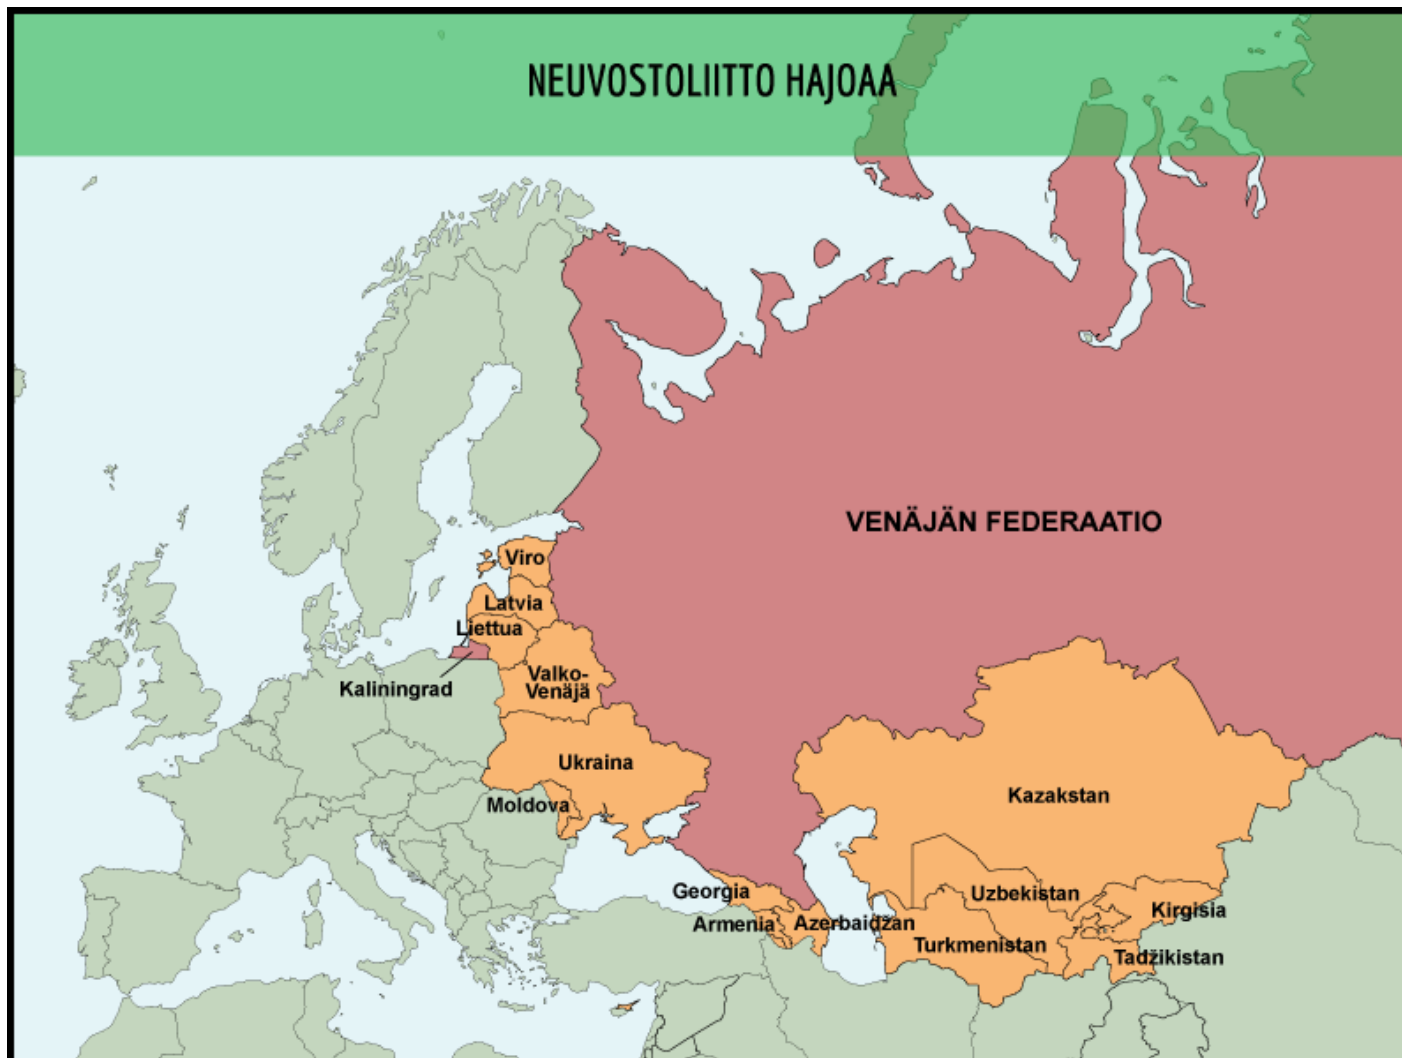 NEUVOSTOLIITTO HAJOAA
VENÄJÄN FEDERAATIO
Viro
Latvia
Liettua
Kaliningrad
Valko-
Venäjä
Ukraina
Moldova
Kazakstan
Georgia
Armenia
Azerbaidžan
Uzbekistan
Kirgisia
Turkmenistan
Tadžikistan